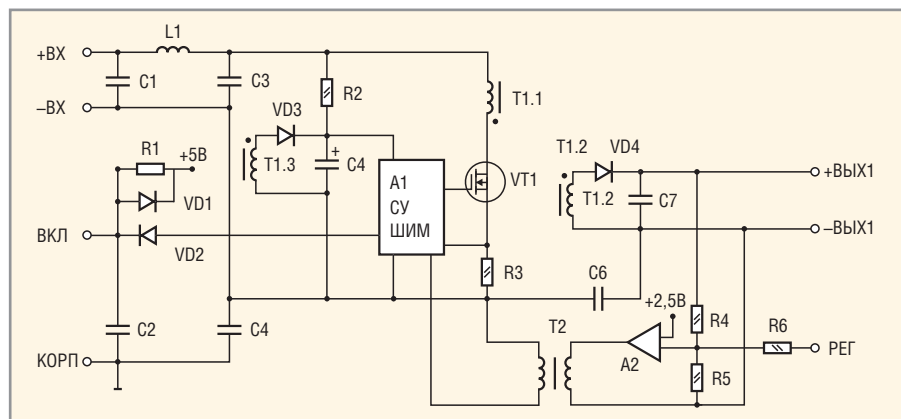 L1
+ВХ
C1
C3
R2
T1.1
–ВХ
VD3
T1.2
VD4
R1
+5В
T1.3
+
C4
+ВЫХ1
VT1
А1
СУ
ШИМ
T1.2
C7
VD1
ВКЛ
–ВЫХ1
VD2
R3
C6
+2,5В
R4
C2
C4
T2
R6
КОРП
A2
РЕГ
R5